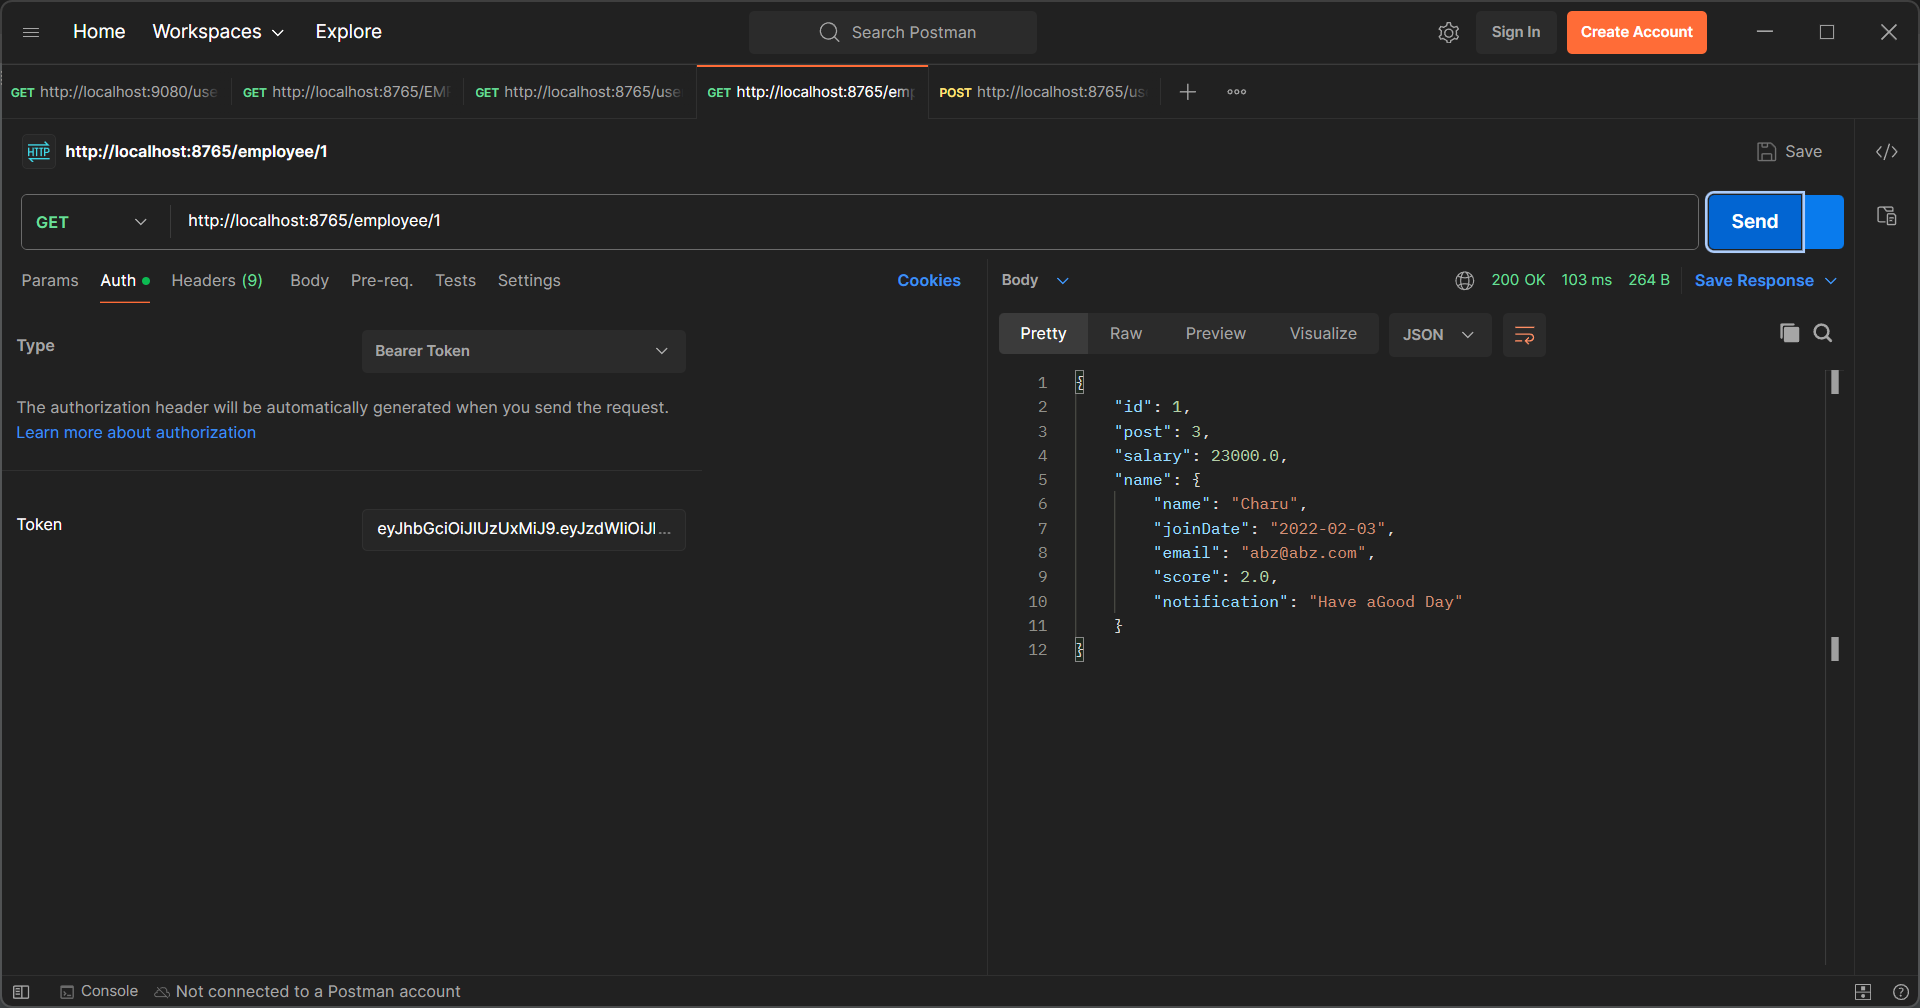 Home Workspaces Explore Search Postman Sign In Create Account
GET http://localhost:9080/use GET http://localhost:8765/EM GET http://localhost:8765/use GET http://localhost:8765/emp POST http://localhost:8765/us
HTTP http://localhost:8765/employee/1 Save </>
GET http://localhost:8765/employee/1 Send
Params Auth Headers (9) Body Pre-req. Tests Settings Cookies
Body 200 OK 103 ms 264 B Save Response
Pretty Raw Preview Visualize JSON
Type Bearer Token
The authorization header will be automatically generated when you send the request.
Learn more about authorization
Token eyJhbGciOiJIUzUxMiJ9.eyJzdWIiOiJI...
1 {
2 "id": 1,
3 "post": 3,
4 "salary": 23000.0,
5 "name": {
6 "name": "Charu",
7 "joinDate": "2022-02-03",
8 "email": "abz@abz.com",
9 "score": 2.0,
10 "notification": "Have aGood Day"
11 }
12 }
Console Not connected to a Postman account